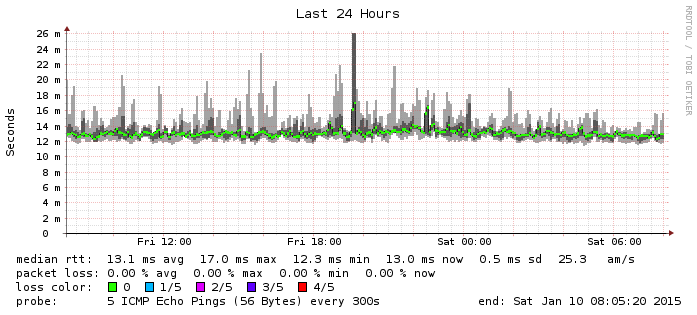 Last 24 Hours
RRDTOOL / TOBI OETIKER
Seconds
26 m
24 m
22 m
20 m
18 m
16 m
14 m
12 m
10 m
8 m
6 m
4 m
2 m
0
Fri 12:00 Fri 18:00 Sat 00:00 Sat 06:00
median rtt: 13.1 ms avg 17.0 ms max 12.3 ms min 13.0 ms now 0.5 ms sd 25.3 am/s
packet loss: 0.00 % avg 0.00 % max 0.00 % min 0.00 % now
loss color: 0 1/5 2/5 3/5 4/5
probe: 5 ICMP Echo Pings (56 Bytes) every 300s end: Sat Jan 10 08:05:20 2015